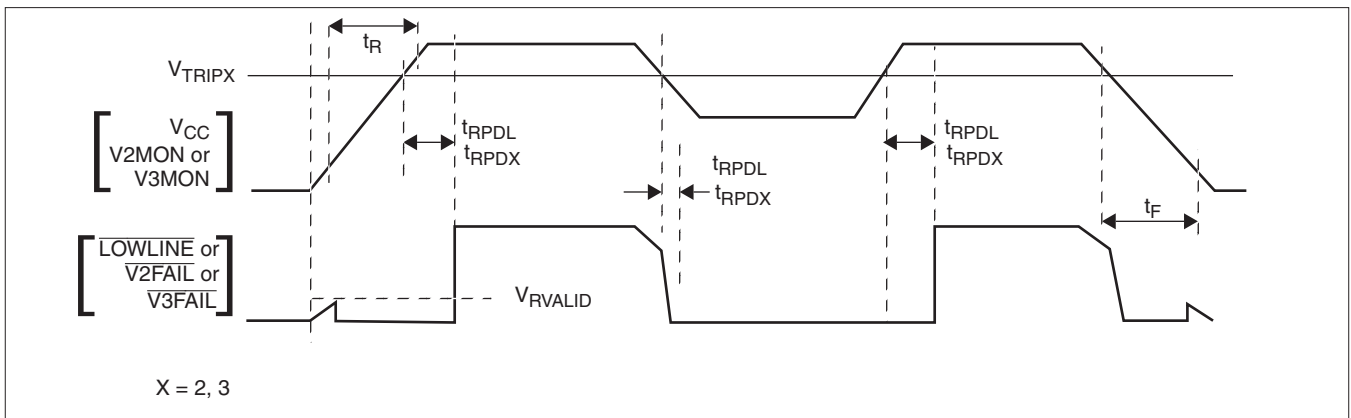 tR
VTRIPX
VCC
V2MON or
V3MON
tRPDL
tRPDX
tRPDL
tRPDX
tRPDL
tRPDX
tF
LOWLINE or
V2FAIL or
V3FAIL
VRVALID
X = 2, 3